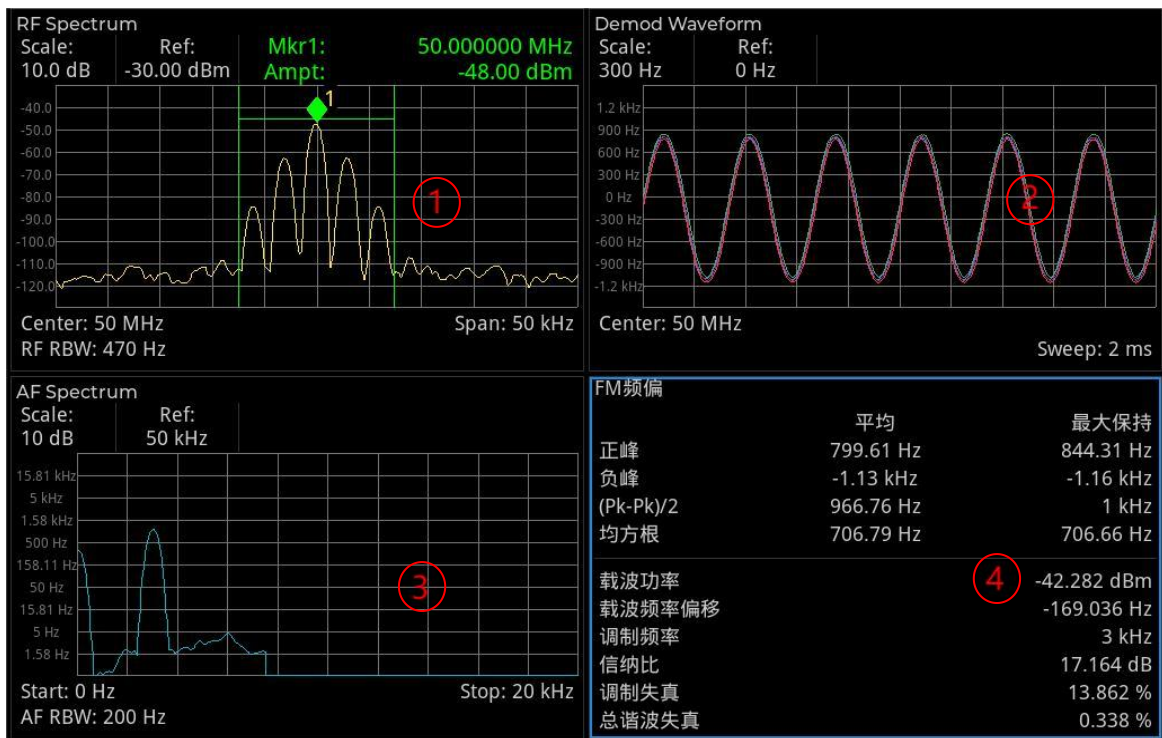 RF Spectrum
Scale: Ref: Mkr1: 50.000000 MHz
10.0 dB -30.00 dBm Ampt: -48.00 dBm
1
-40.0
-50.0
-60.0
-70.0
-80.0
-90.0
-100.0
-110.0
-120.0
1
Center: 50 MHz Span: 50 kHz
RF RBW: 470 Hz
Demod Waveform
Scale: Ref:
300 Hz 0 Hz
1.2 kHz
900 Hz
600 Hz
300 Hz
0 Hz
-300 Hz
-600 Hz
-900 Hz
-1.2 kHz
2
Center: 50 MHz
Sweep: 2 ms
AF Spectrum
Scale: Ref:
10 dB 50 kHz
15.81 kHz
5 kHz
1.58 kHz
500 Hz
158.11 Hz
50 Hz
15.81 Hz
5 Hz
1.58 Hz
3
Start: 0 Hz Stop: 20 kHz
AF RBW: 200 Hz
FM频偏
平均 最大保持
正峰 799.61 Hz 844.31 Hz
负峰 -1.13 kHz -1.16 kHz
(Pk-Pk)/2 966.76 Hz 1 kHz
均方根 706.79 Hz 706.66 Hz
4
载波功率 -42.282 dBm
载波频率偏移 -169.036 Hz
调制频率 3 kHz
信纳比 17.164 dB
调制失真 13.862 %
总谐波失真 0.338 %